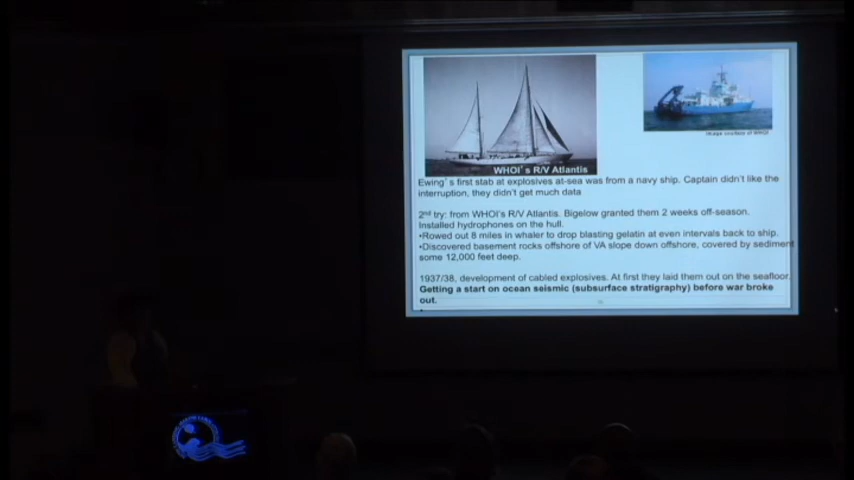 WHOI's R/V Atlantis
Image courtesy of WHOI
Ewing's first stab at explosives at-sea was from a navy ship. Captain didn't like the
interruption, they didn't get much data
2nd try: from WHOI's R/V Atlantis. Bigelow granted them 2 weeks off-season.
Installed hydrophones on the hull.
•Rowed out 8 miles in whaler to drop blasting gelatin at even intervals back to ship.
•Discovered basement rocks offshore of VA slope down offshore, covered by sediment
some 12,000 feet deep.
1937/38, development of cabled explosives. At first they laid them out on the seafloor.
Getting a start on ocean seismic (subsurface stratigraphy) before war broke
out.
•